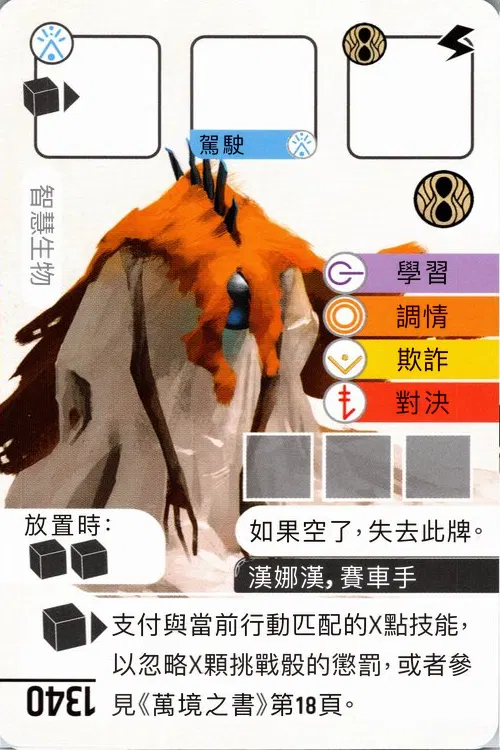 駕駛
智慧生物
學習
調情
欺詐
對決
放置時：
如果空了，失去此牌。
漢娜漢，賽車手
支付與當前行動匹配的X點技能，
以忽略X顆挑戰骰的懲罰，或者參
見《萬境之書》第18頁。
1340